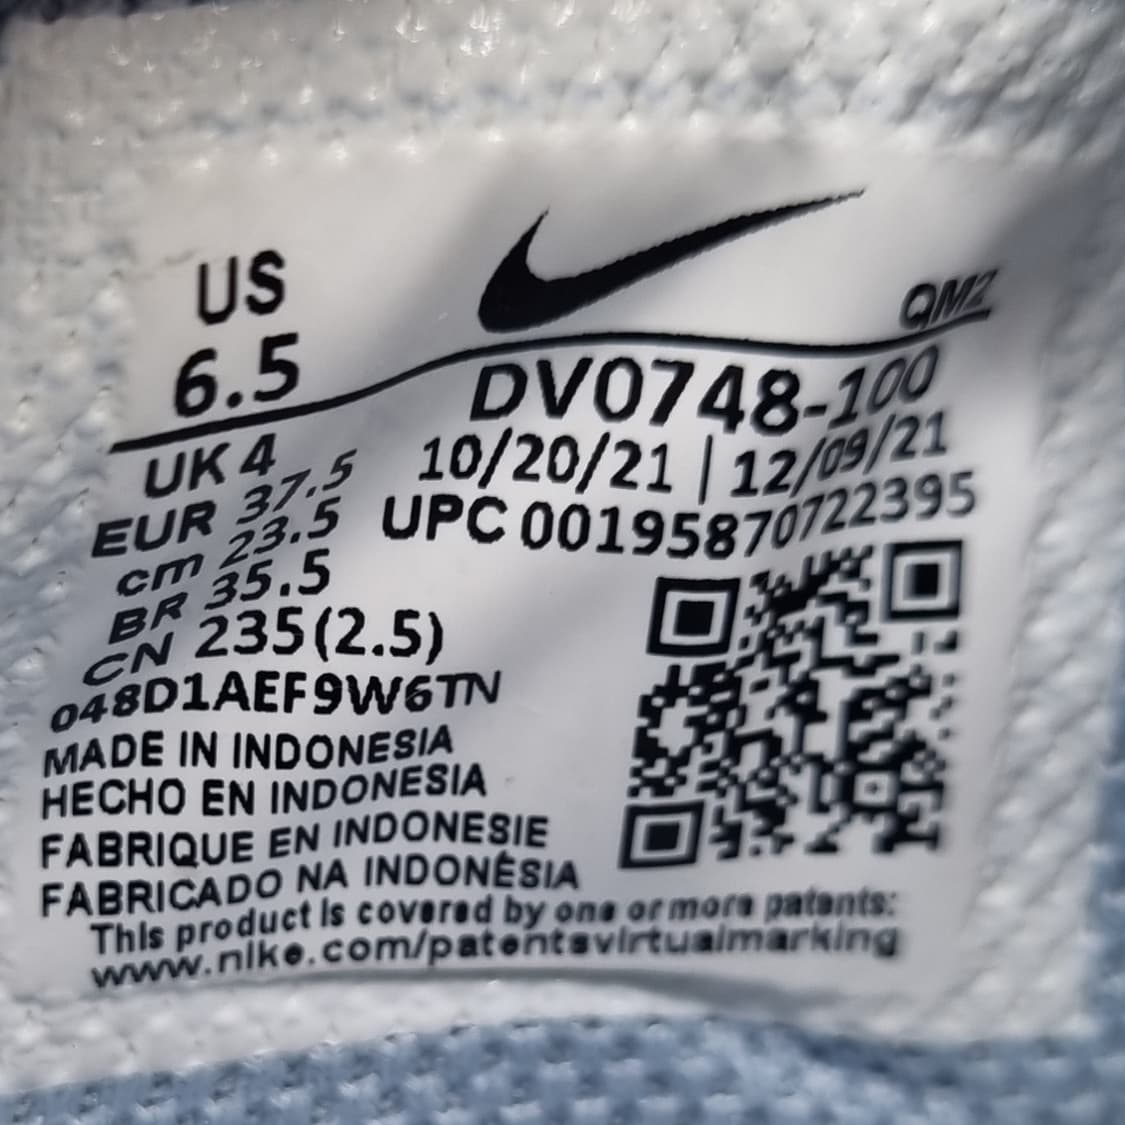 US
6.5
QM2
UK 4
EUR 37.5
cm 23.5
BR 35.5
CN 235(2.5)
DV0748-100
10/20/21 | 12/09/21
UPC 00195870722395
048D1AEF9W6TN
MADE IN INDONESIA
HECHO EN INDONESIA
FABRIQUE EN INDONESIE
FABRICADO NA INDONÉSIA
This product is covered by one or more patents:
www.nike.com/patentsvirtualmarking